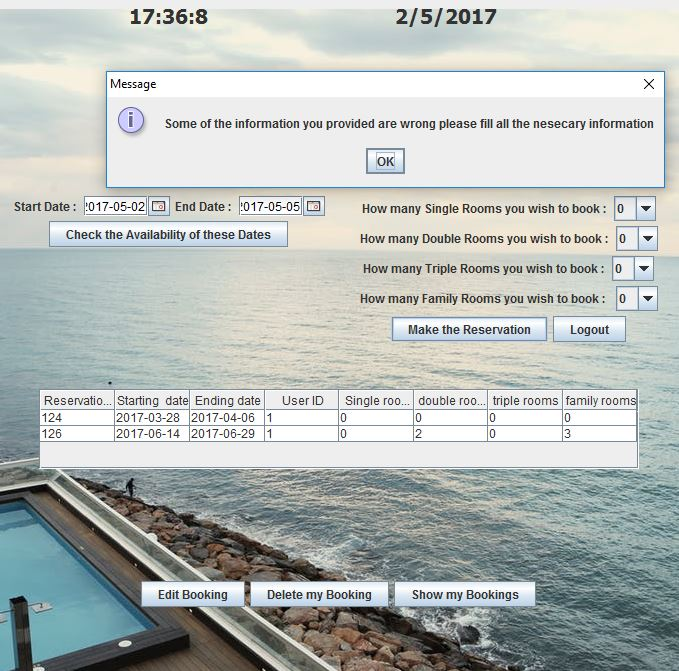 17:36:8 2/5/2017
Message
Some of the information you provided are wrong please fill all the nesecary information
OK
Start Date : 2017-05-02 End Date : 2017-05-05
Check the Availability of these Dates
How many Single Rooms you wish to book : 0
How many Double Rooms you wish to book : 0
How many Triple Rooms you wish to book : 0
How many Family Rooms you wish to book : 0
Make the Reservation Logout
Reservatio... Starting date Ending date User ID Single roo... double roo... triple rooms family rooms
124 2017-03-28 2017-04-06 1 0 0 0 0
126 2017-06-14 2017-06-29 1 0 2 0 3
Edit Booking Delete my Booking Show my Bookings